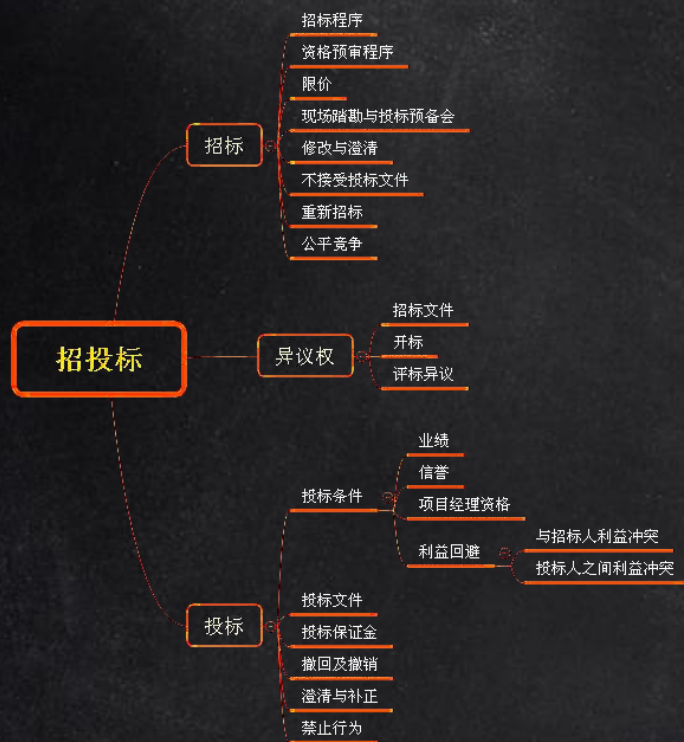 招标程序
资格预审程序
限价
现场踏勘与投标预备会
招标
修改与澄清
不接受投标文件
重新招标
公平竞争
招标文件
招投标
异议权
开标
评标异议
业绩
信誉
投标条件
项目经理资格
利益回避
与招标人利益冲突
投标人之间利益冲突
投标文件
投标
投标保证金
撤回及撤销
澄清与补正
禁止行为